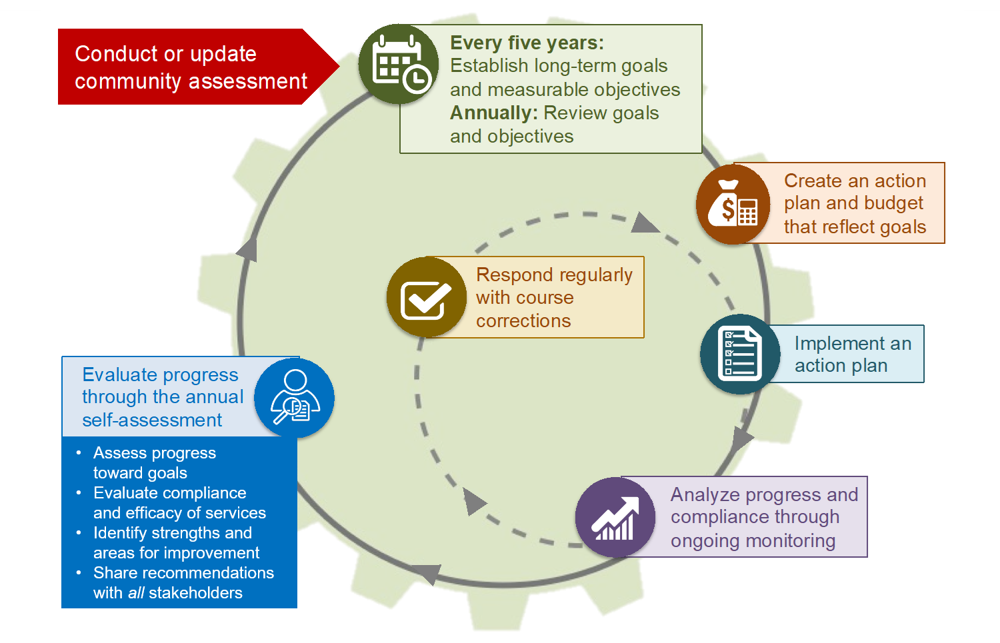 Conduct or update
community assessment
Every five years:
Establish long-term goals
and measurable objectives
Annually: Review goals
and objectives
Create an action
plan and budget
that reflect goals
$
Respond regularly
with course
corrections
Implement an
action plan
Evaluate progress
through the annual
self-assessment
• Assess progress
toward goals
• Evaluate compliance
and efficacy of services
• Identify strengths and
areas for improvement
• Share recommendations
with all stakeholders
Analyze progress and
compliance through
ongoing monitoring